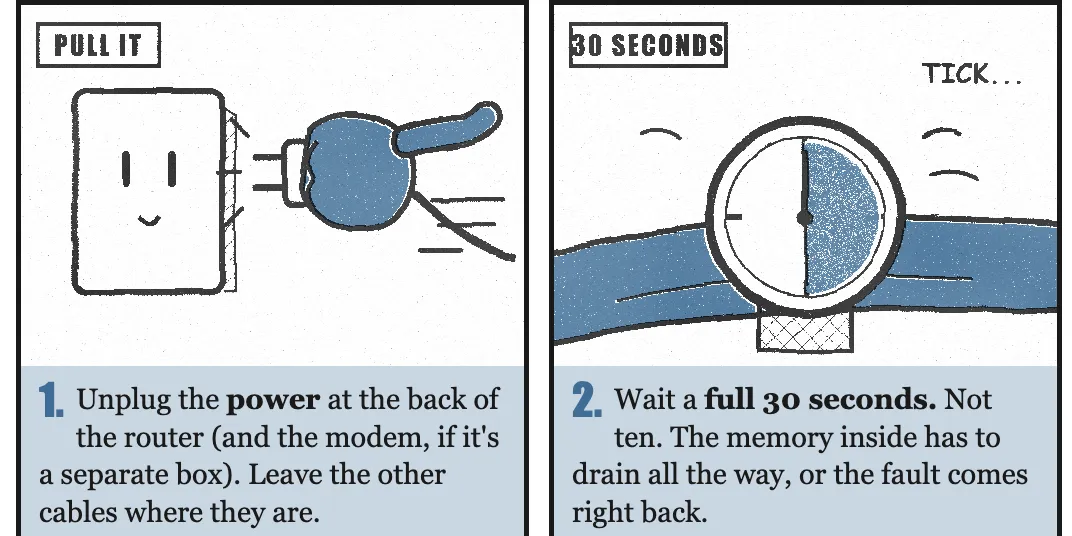 PULL IT
1. Unplug the power at the back of
the router (and the modem, if it's
a separate box). Leave the other
cables where they are.
30 SECONDS
TICK...
2. Wait a full 30 seconds. Not
ten. The memory inside has to
drain all the way, or the fault comes
right back.